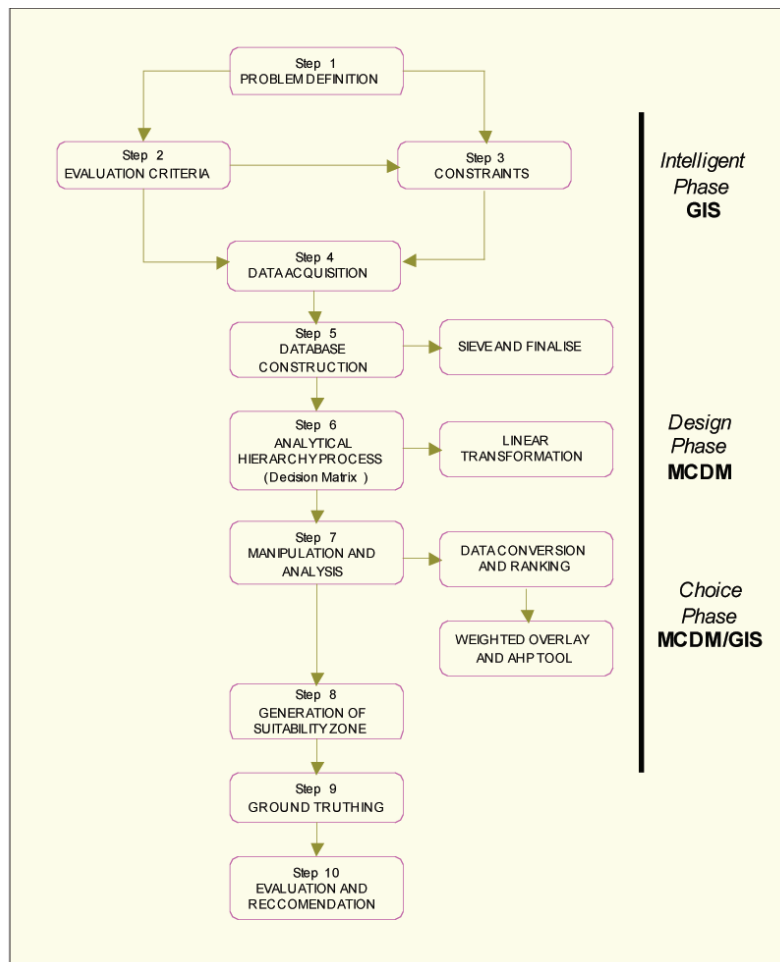 Step 1
PROBLEM DEFINITION
Step 2
EVALUATION CRITERIA
Step 3
CONSTRAINTS
Intelligent
Phase
GIS
Step 4
DATA ACQUISITION
Step 5
DATABASE
CONSTRUCTION
SIEVE AND FINALISE
Step 6
ANALYTICAL
HIERARCHY PROCESS
(Decision Matrix )
LINEAR
TRANSFORMATION
Design
Phase
MCDM
Step 7
MANIPULATION AND
ANALYSIS
DATA CONVERSION
AND RANKING
Choice
Phase
MCDM/GIS
WEIGHTED OVERLAY
AND AHP TOOL
Step 8
GENERATION OF
SUITABILITY ZONE
Step 9
GROUND TRUTHING
Step 10
EVALUATION AND
RECCOMENDATION